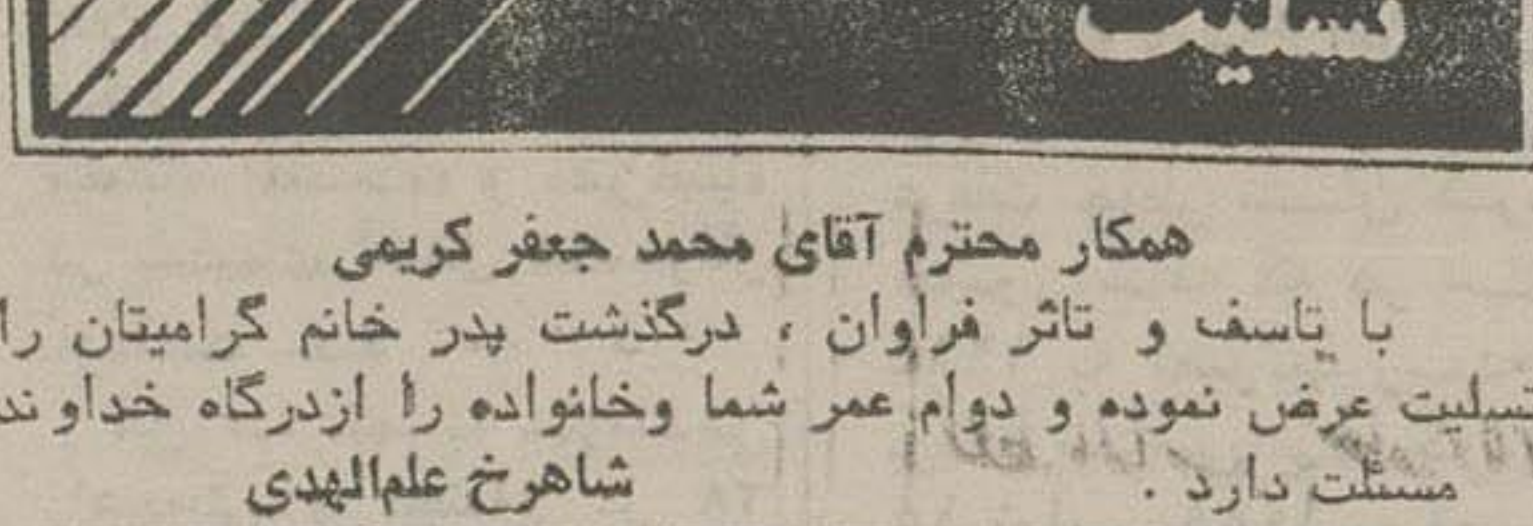 تسلیت
همکار محترم آقای محمد جعفر کریمی
با تاسف و تاثر فراوان ، درگذشت پدر خانم گرامیتان را
تسلیت عرض نموده و دوام عمر شما وخانواده را ازدرگاه خداوند
مسئلت دارد .
شاهرخ علم‌الهدی